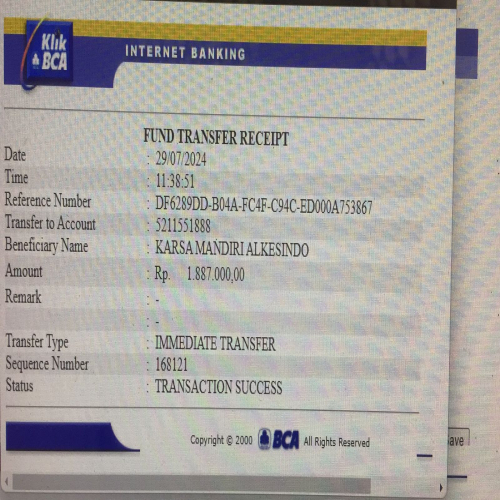 Klik
BCA
INTERNET BANKING
FUND TRANSFER RECEIPT
Date : 29/07/2024
Time : 11:38:51
Reference Number : DF6289DD-B04A-FC4F-C94C-ED000A753867
Transfer to Account : 5211551888
Beneficiary Name : KARSA MANDIRI ALKESINDO
Amount : Rp. 1.887.000,00
Remark : -
: -
Transfer Type : IMMEDIATE TRANSFER
Sequence Number : 168121
Status : TRANSACTION SUCCESS
Copyright © 2000 BCA All Rights Reserved